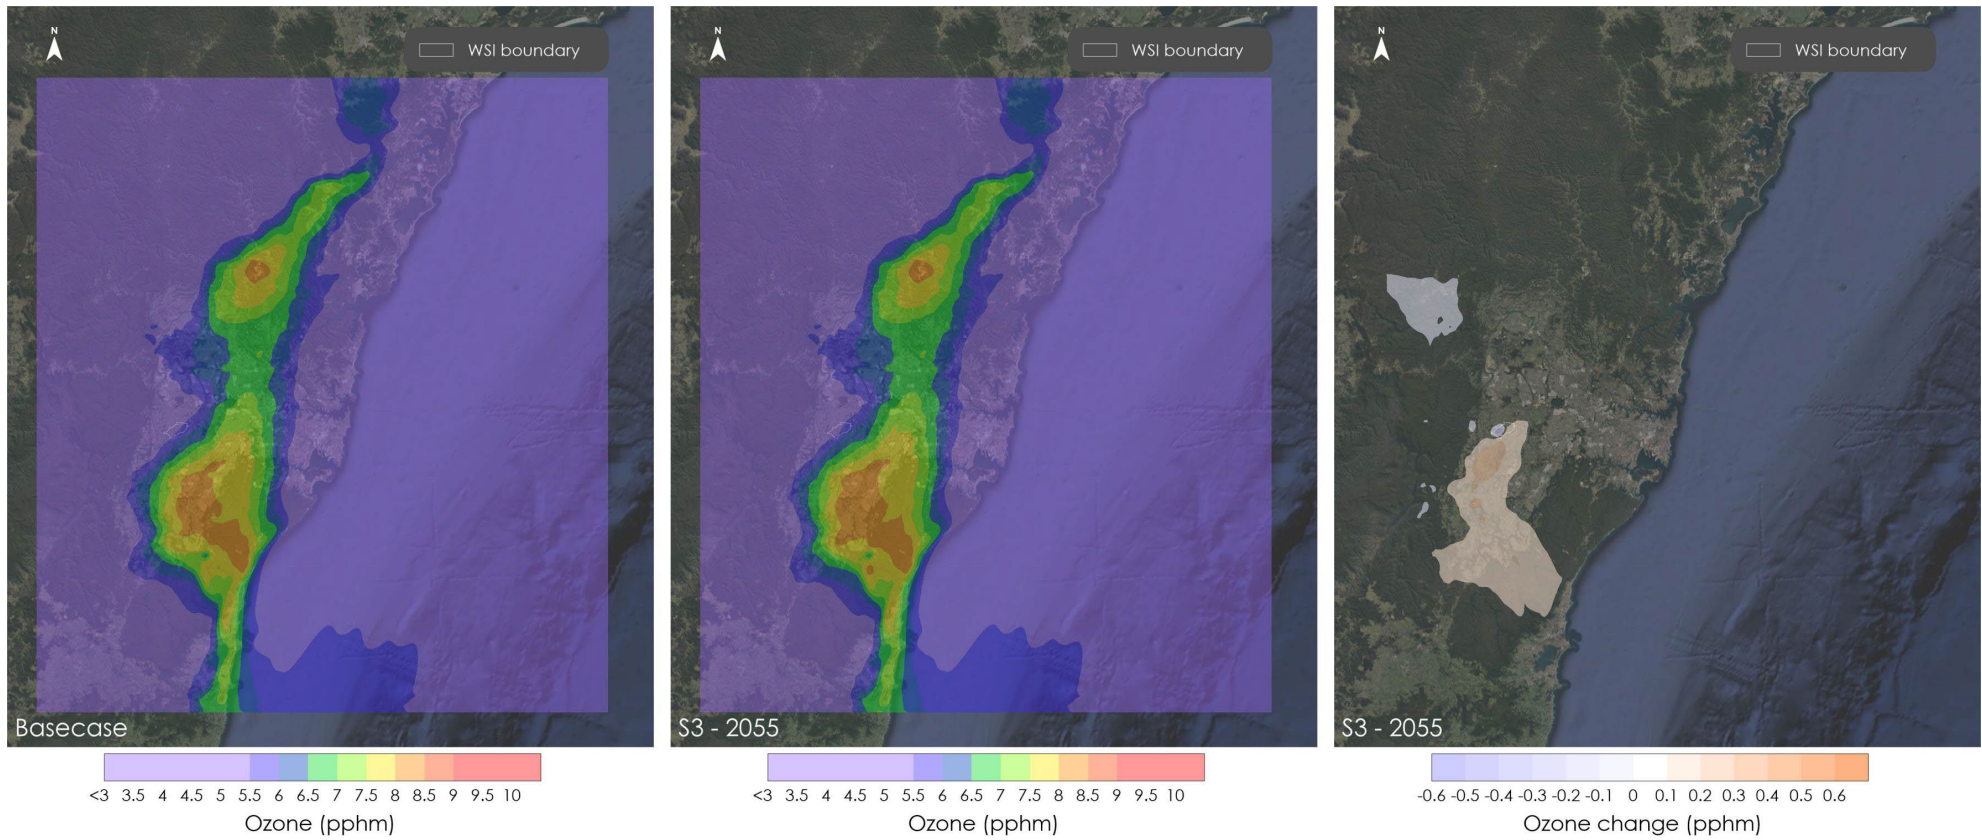 N
WSI boundary
N
WSI boundary
N
WSI boundary
Basecase
S3 - 2055
S3 - 2055
<3 3.5 4 4.5 5 5.5 6 6.5 7 7.5 8 8.5 9 9.5 10
<3 3.5 4 4.5 5 5.5 6 6.5 7 7.5 8 8.5 9 9.5 10
-0.6 -0.5 -0.4 -0.3 -0.2 -0.1 0 0.1 0.2 0.3 0.4 0.5 0.6
Ozone (pphm)
Ozone (pphm)
Ozone change (pphm)